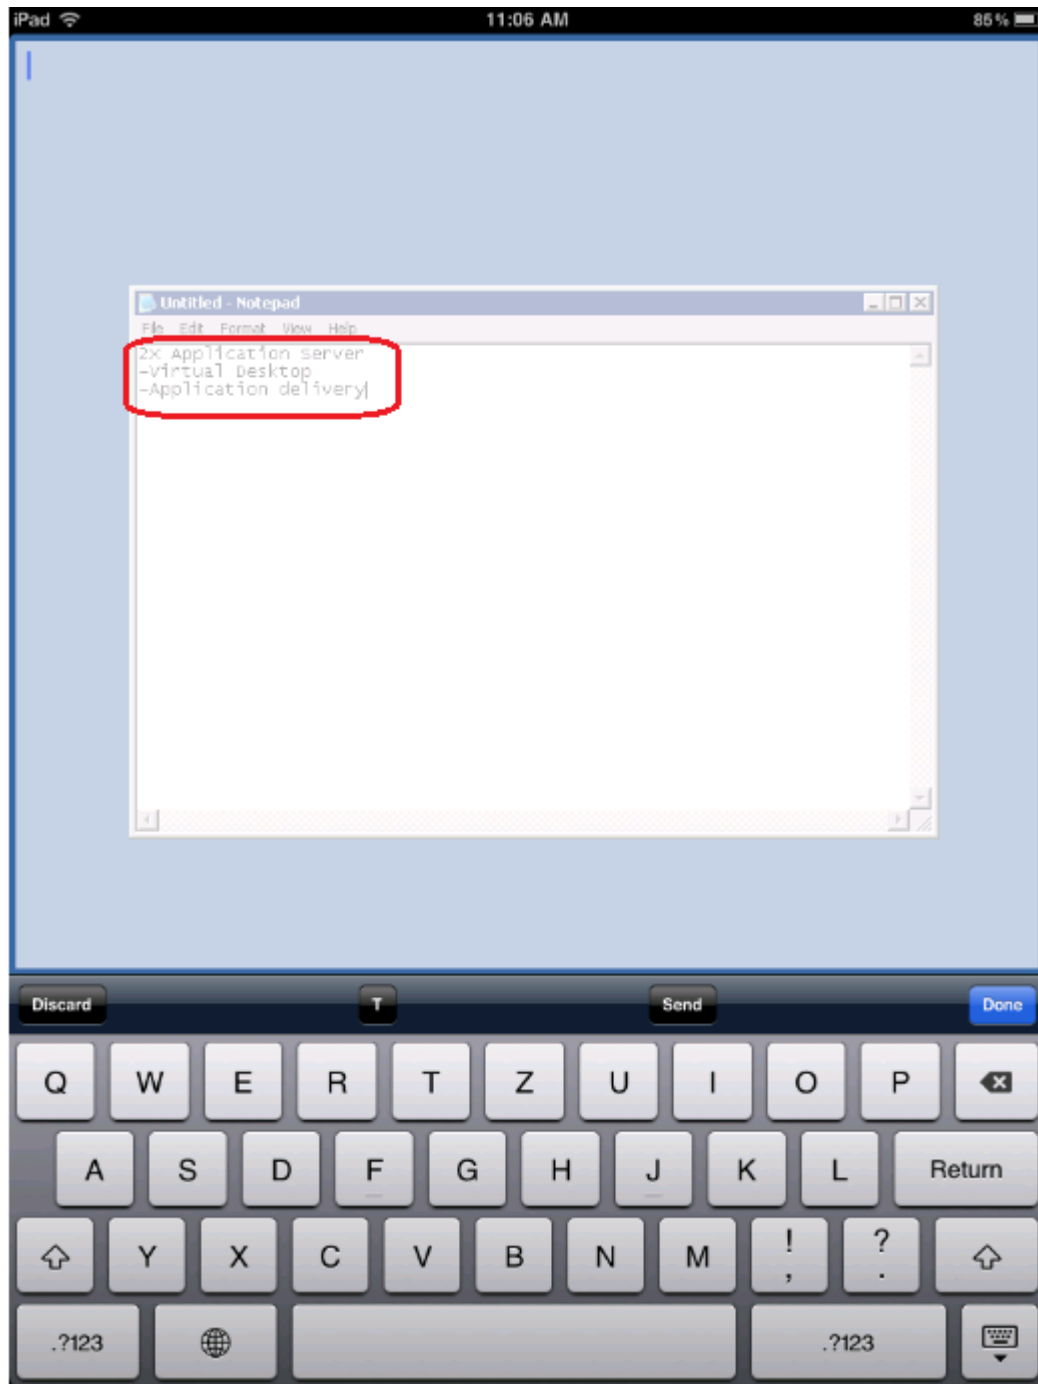 iPad 11:06 AM 85%
Untitled - Notepad
File Edit Format View Help
2X Application Server
-Virtual Desktop
-Application delivery
Discard T Send Done
Q W E R T Z U I O P
A S D F G H J K L Return
Y X C V B N M ! , ? .
.?123 .?123